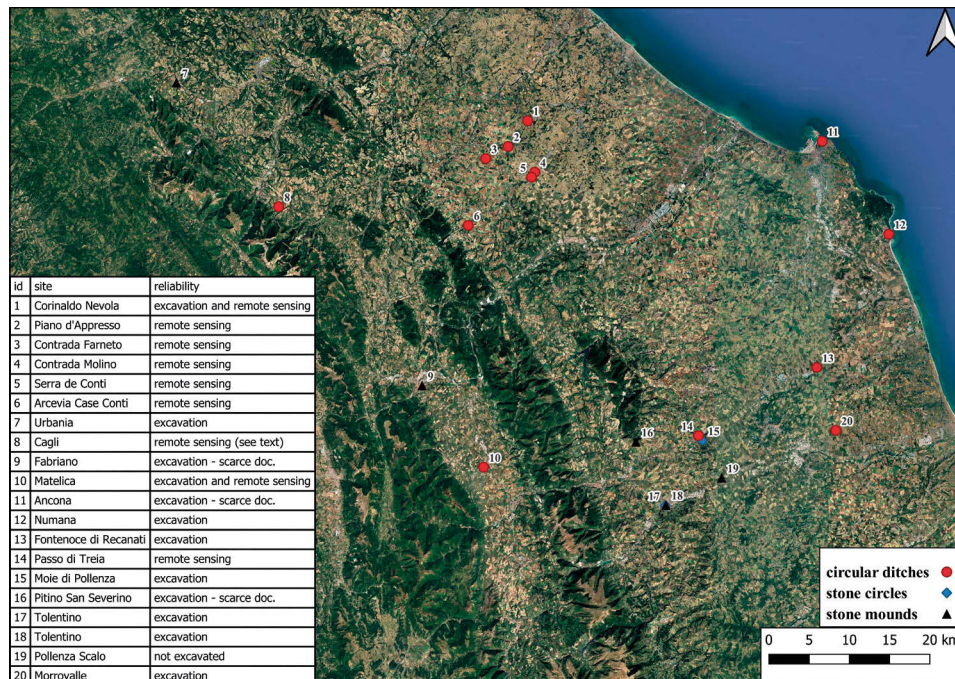 1
2
3
4
5
6
7
8
9
10
11
12
13
14
15
16
17
18
19
20
id site reliability
1 Corinaldo Nevola excavation and remote sensing
2 Piano d'Appresso remote sensing
3 Contrada Farneto remote sensing
4 Contrada Molino remote sensing
5 Serra de Conti remote sensing
6 Arcevia Case Conti remote sensing
7 Urbania excavation
8 Cagli remote sensing (see text)
9 Fabriano excavation - scarce doc.
10 Matelica excavation and remote sensing
11 Ancona excavation - scarce doc.
12 Numana excavation
13 Fontenoce di Recanati excavation
14 Passo di Treia remote sensing
15 Moie di Pollenza excavation
16 Pitino San Severino excavation - scarce doc.
17 Tolentino excavation
18 Tolentino excavation
19 Pollenza Scalo not excavated
20 Morrovalle excavation
circular ditches
stone circles
stone mounds
0 5 10 15 20 km